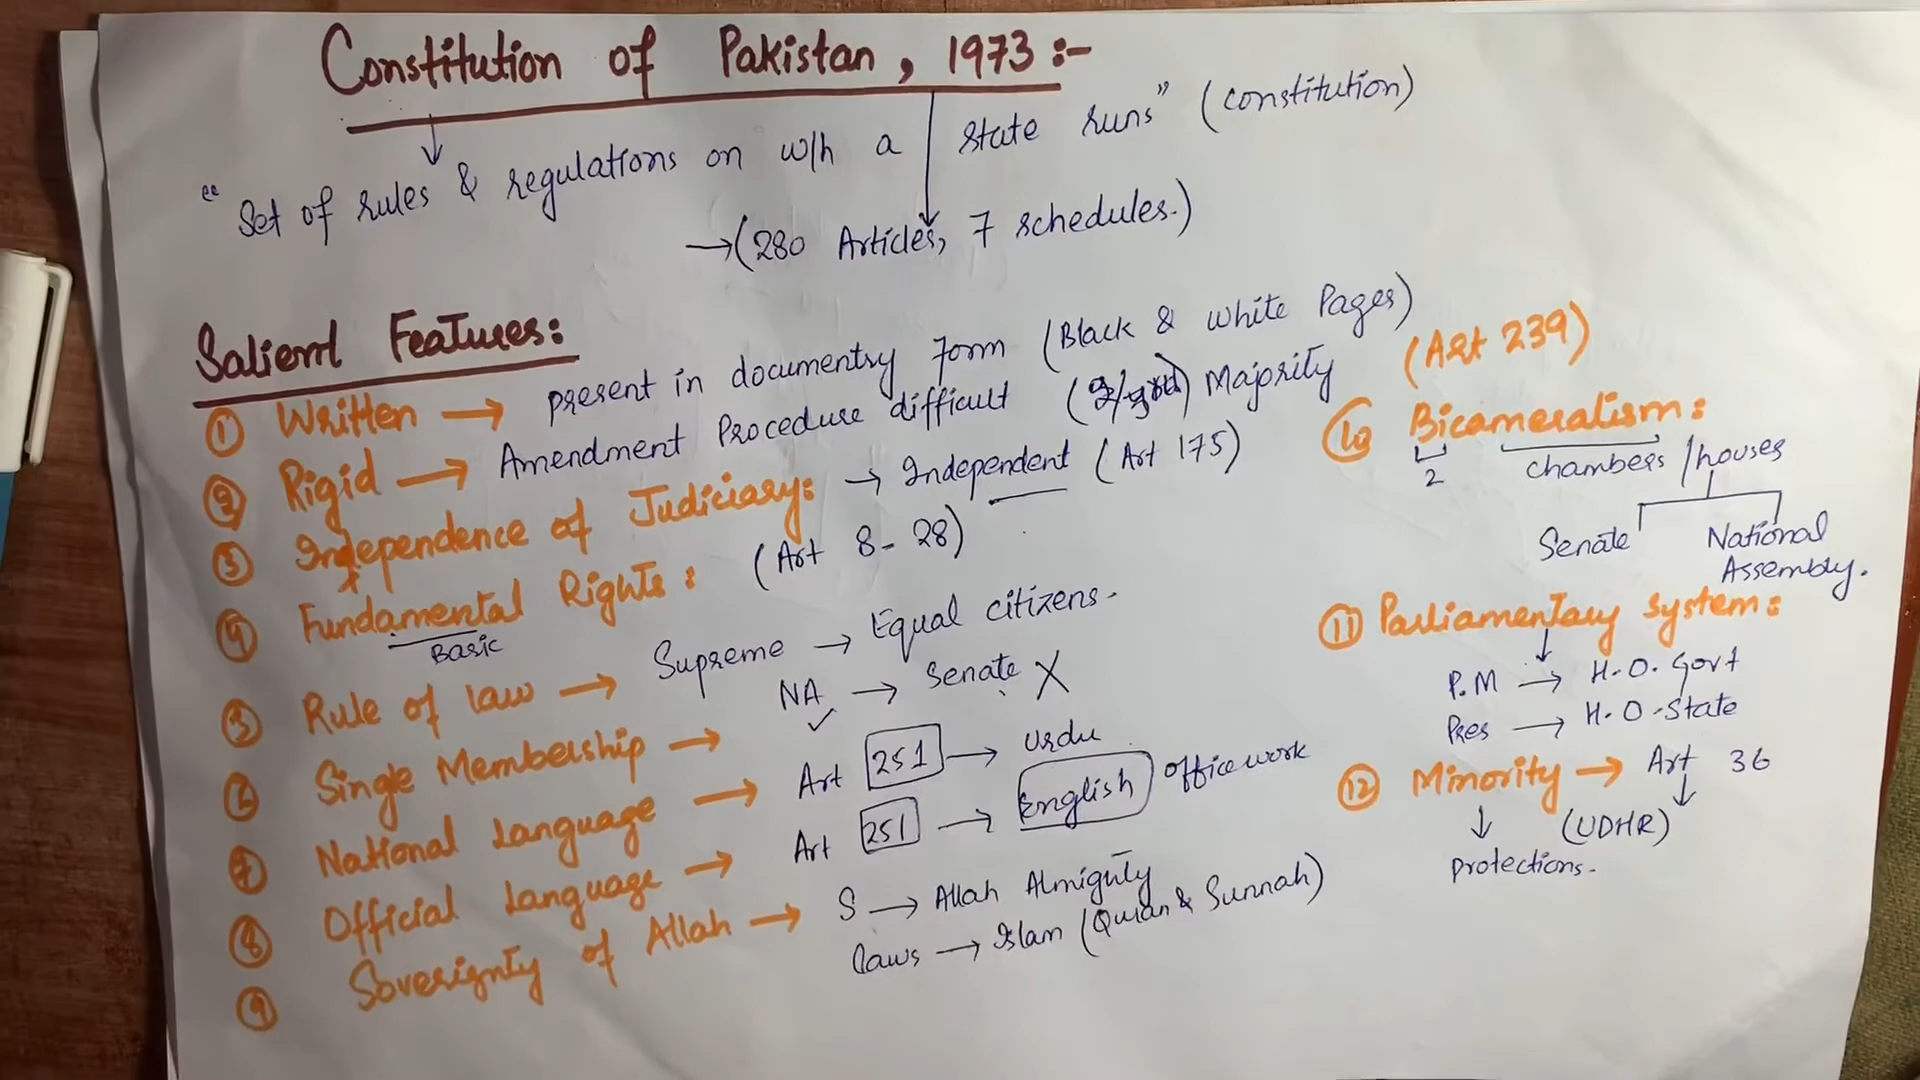 Constitution of Pakistan, 1973:-
"Set of rules & regulations on w/h a state runs" (constitution)
→(280 Articles, 7 schedules.)
Salient Features:
① Written → present in documentry form (Black & white Pages)
② Rigid → Amendment Procedure difficult (2/3rd) Majority (Art 239)
③ Independence of Judiciary: → Independent (Art 175)
④ Fundamental Rights: (Art 8-28)
Basic
⑤ Rule of law → Supreme → Equal citizens.
⑥ Single Membership → NA → Senate X
✓
⑦ National Language → Art 251 → Urdu
⑧ Official Language → Art 251 → English office work
⑨ Soverignty of Allah → S → Allah Almighty
laws → Islam (Quran & Sunnah)
⑩ Bicameralism:
2 chambers / houses
Senate National
Assembly.
⑪ Parliamentary System:
P.M → H.O. Govt
Pres → H.O. State
⑫ Minority → Art 36
↓ (UDHR)
Protections.